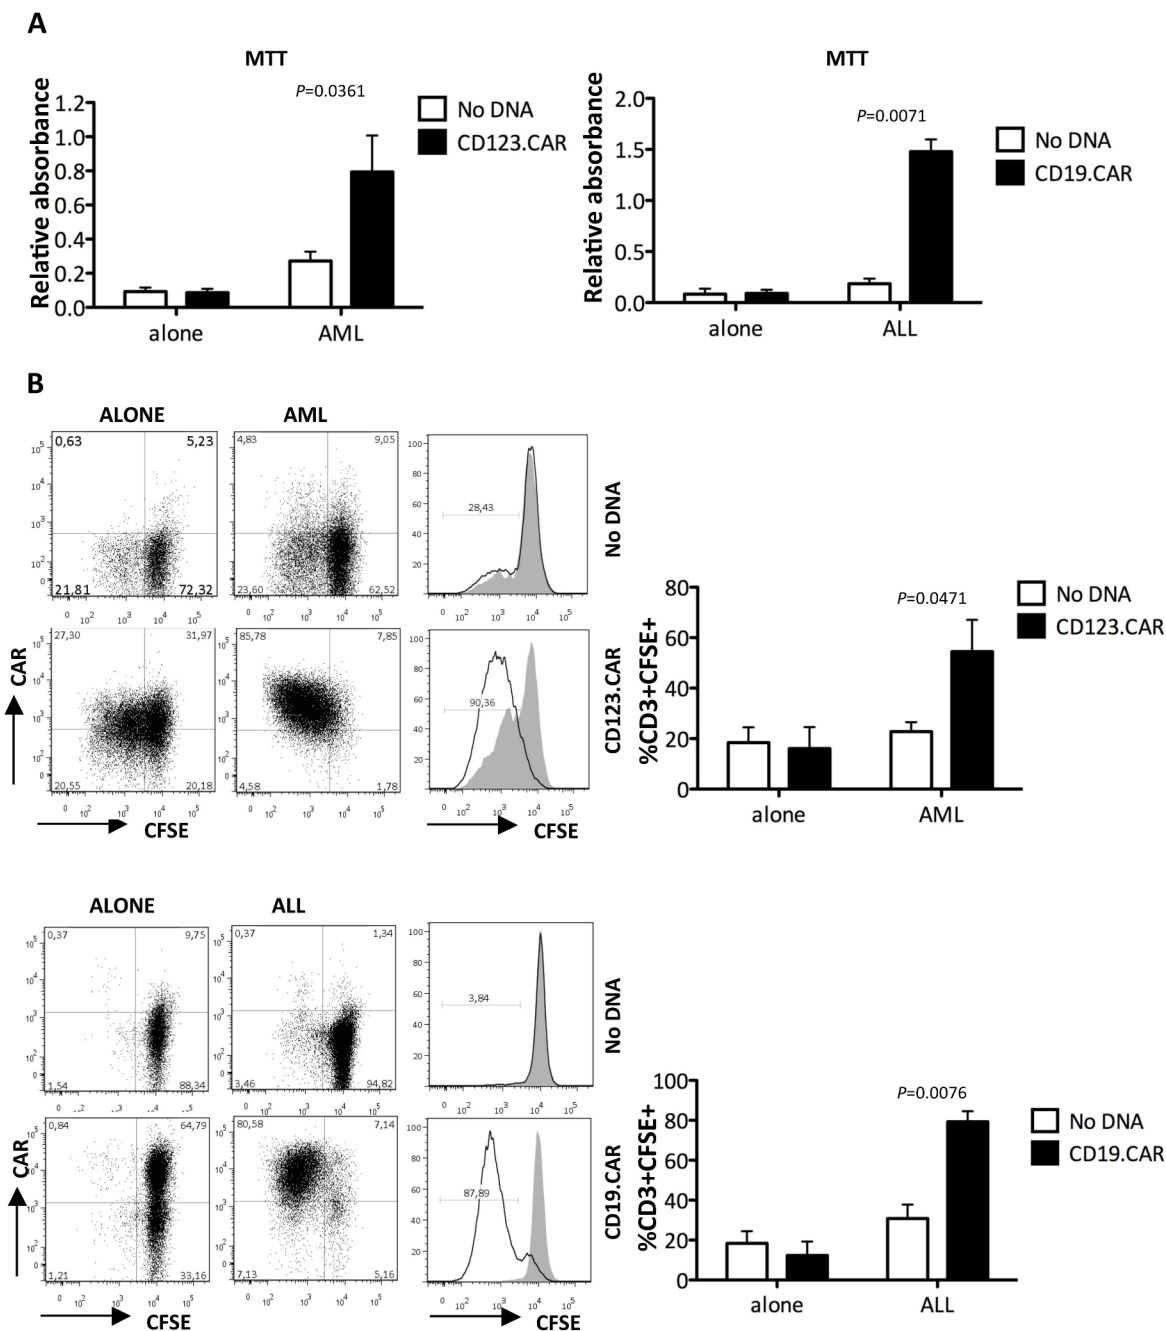 A
MTT
P=0.0361
Relative absorbance
1.2
1.0
0.8
0.6
0.4
0.2
0.0
alone
AML
No DNA
CD123.CAR
MTT
P=0.0071
Relative absorbance
2.0
1.5
1.0
0.5
0.0
alone
ALL
No DNA
CD19.CAR
B
ALONE
AML
0,63
5,23
21,81
72,32
4,83
9,05
23,60
62,52
28,43
No DNA
27,30
31,97
20,55
20,18
85,78
7,85
4,58
1,78
90,36
CD123.CAR
CAR
CFSE
CFSE
%CD3+CFSE+
80
60
40
20
0
P=0.0471
alone
AML
No DNA
CD123.CAR
ALONE
ALL
0,37
9,75
1,54
88,34
0,37
1,34
3,46
94,82
3,84
No DNA
0,84
64,79
1,21
33,16
80,58
7,14
7,13
5,16
87,89
CD19.CAR
CAR
CFSE
CFSE
%CD3+CFSE+
100
80
60
40
20
0
P=0.0076
alone
ALL
No DNA
CD19.CAR